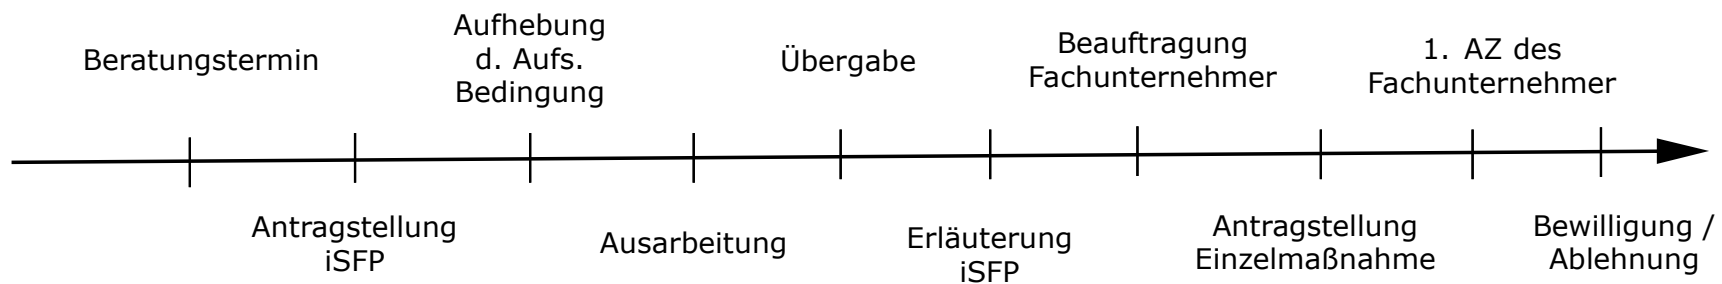 Beratungstermin
Aufhebung
d. Aufs.
Bedingung
Übergabe
Beauftragung
Fachunternehmer
1. AZ des
Fachunternehmer
Antragstellung
iSFP
Ausarbeitung
Erläuterung
iSFP
Antragstellung
Einzelmaßnahme
Bewilligung /
Ablehnung